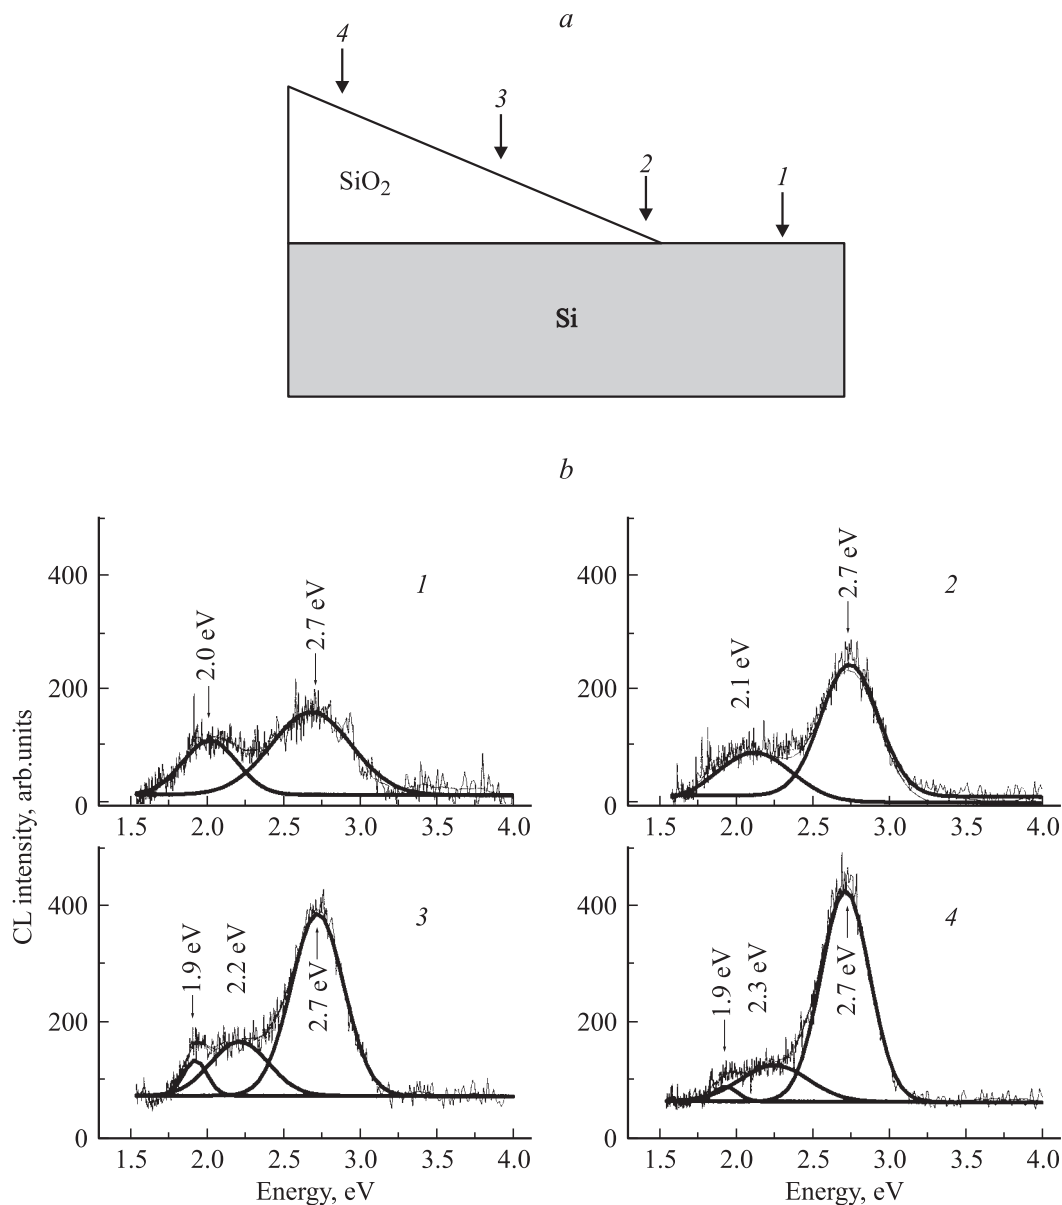 a
4
3
2
1
SiO2
Si
b
CL intensity, arb.units
400
200
0
2.0 eV
2.7 eV
1
1.5 2.0 2.5 3.0 3.5 4.0
400
200
0
2.1 eV
2.7 eV
2
1.5 2.0 2.5 3.0 3.5 4.0
400
200
0
1.9 eV
2.2 eV
2.7 eV
3
1.5 2.0 2.5 3.0 3.5 4.0
Energy, eV
400
200
0
1.9 eV
2.3 eV
2.7 eV
4
1.5 2.0 2.5 3.0 3.5 4.0
Energy, eV